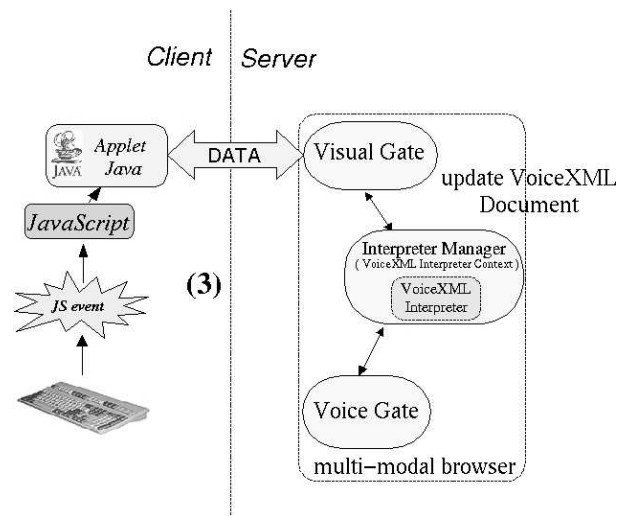 Client
Server
Applet
Java
JAVA
DATA
Visual Gate
update VoiceXML
Document
JavaScript
Interpreter Manager
( VoiceXML Interpreter Context )
VoiceXML
Interpreter
(3)
JS event
Voice Gate
multi-modal browser